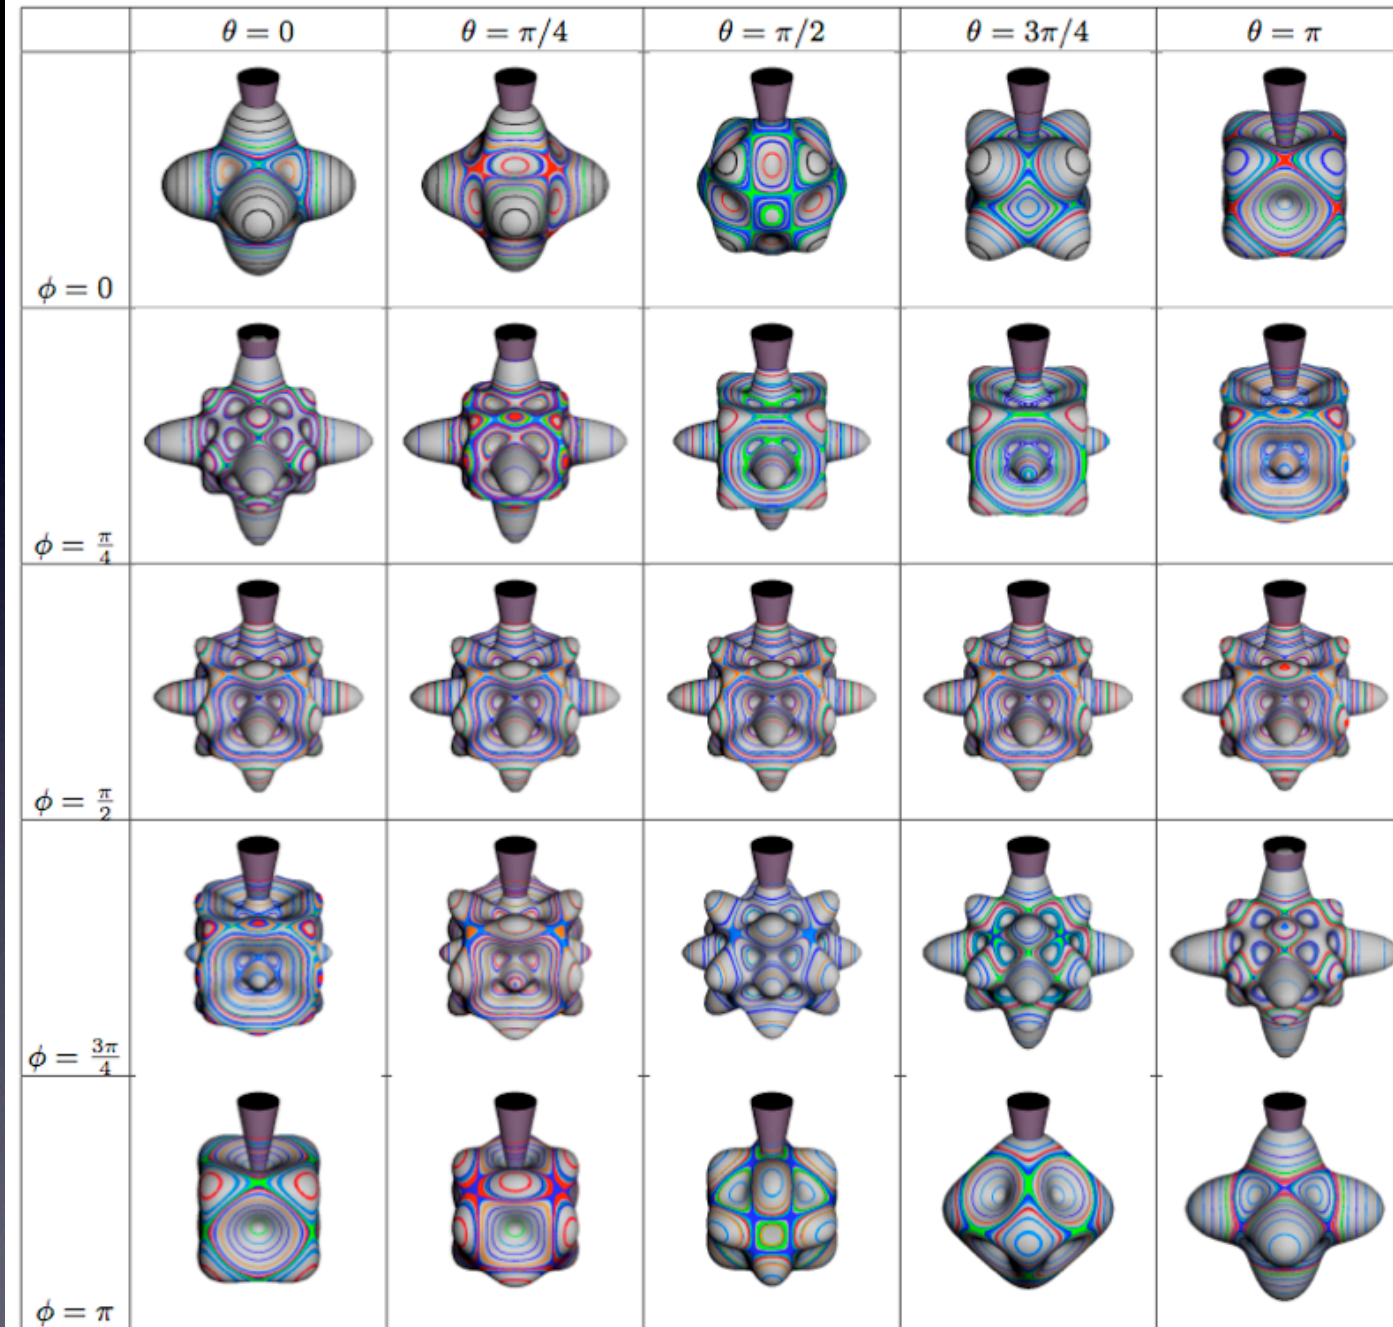 θ = 0 θ = π/4 θ = π/2 θ = 3π/4 θ = π
ϕ = 0
ϕ = π/4
ϕ = π/2
ϕ = 3π/4
ϕ = π